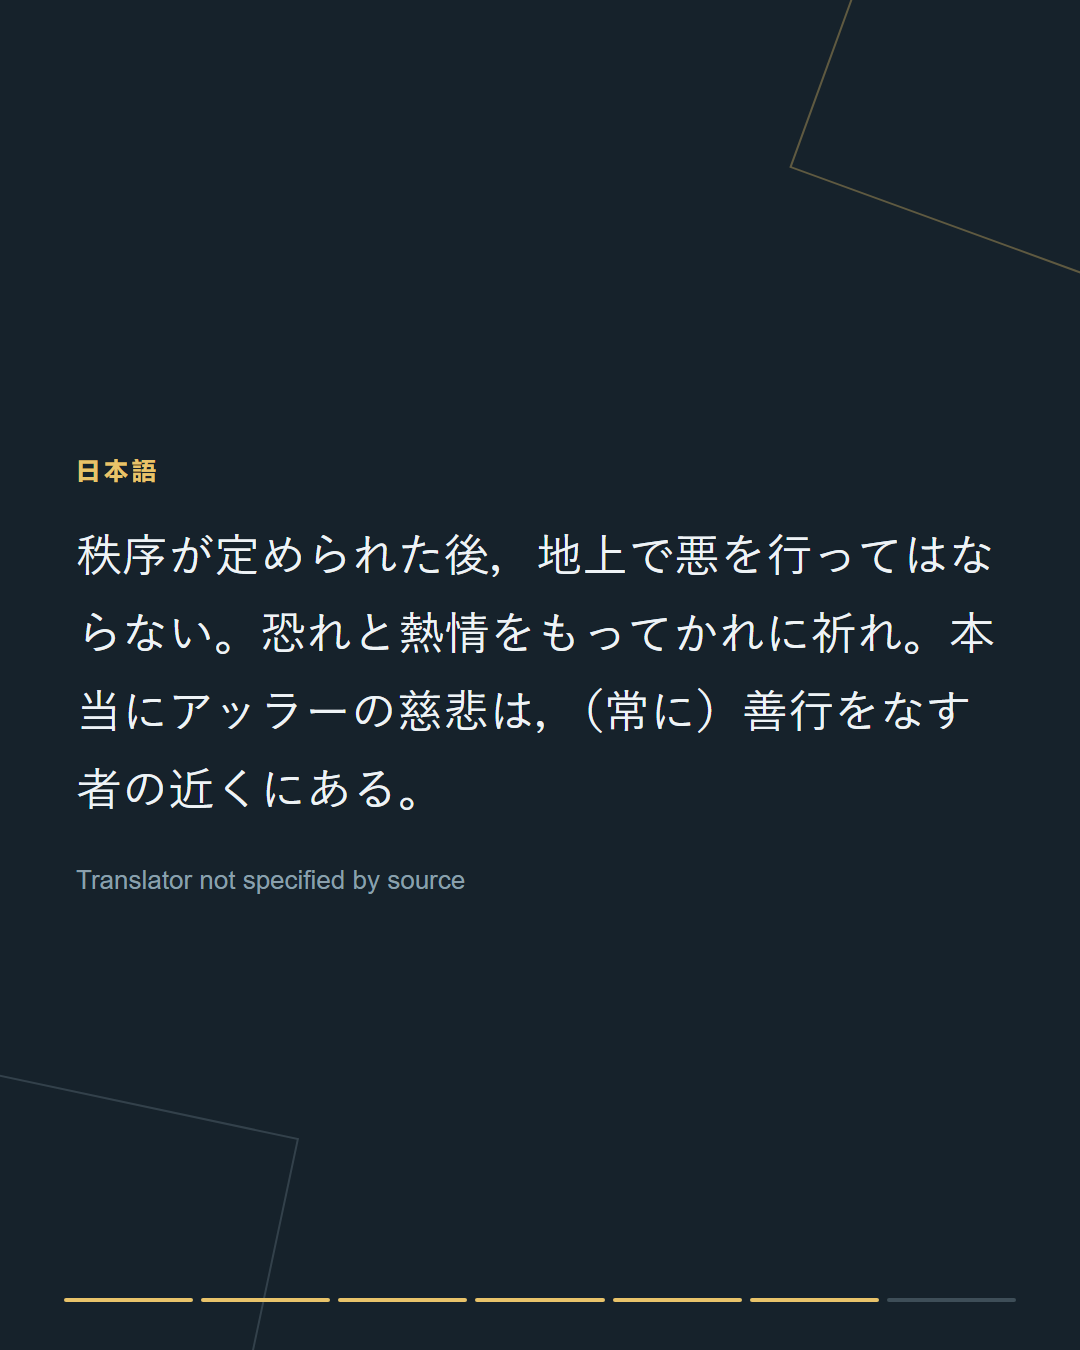 日本語
秩序が定められた後，地上で悪を行ってはな
らない。恐れと熱情をもってかれに祈れ。本
当にアッラーの慈悲は，（常に）善行をなす
者の近くにある。
Translator not specified by source